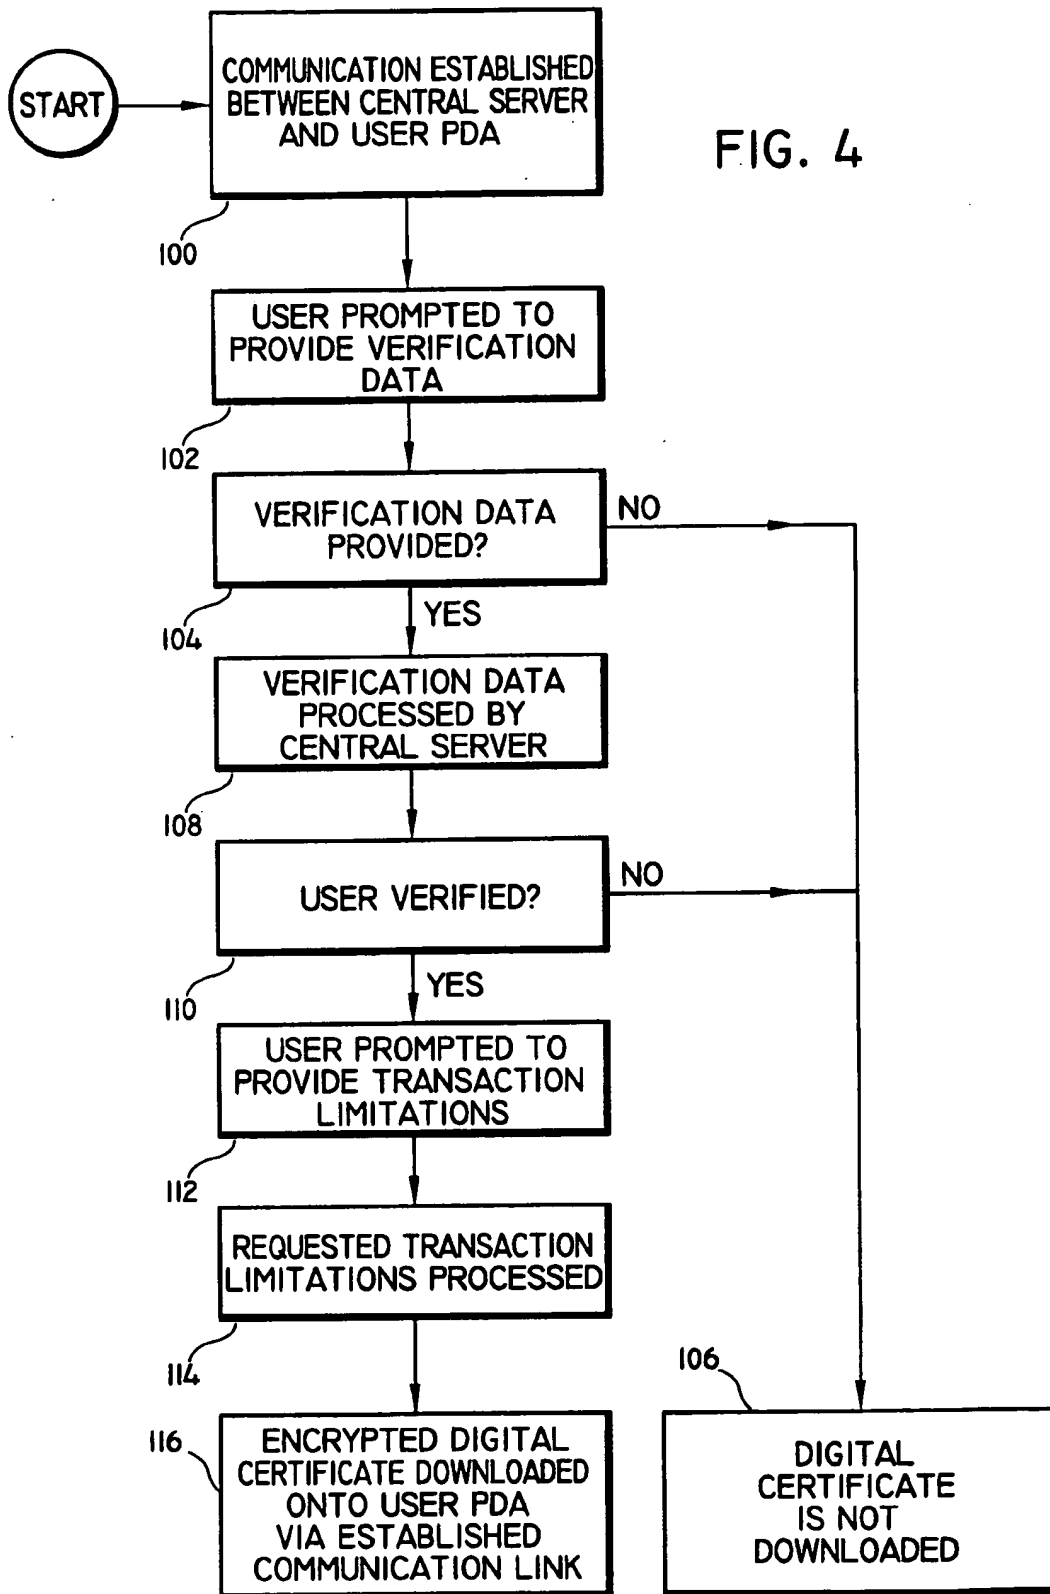 START
COMMUNICATION ESTABLISHED
BETWEEN CENTRAL SERVER
AND USER PDA
FIG. 4
100
USER PROMPTED TO
PROVIDE VERIFICATION
DATA
102
VERIFICATION DATA
PROVIDED?
NO
104
YES
VERIFICATION DATA
PROCESSED BY
CENTRAL SERVER
108
USER VERIFIED?
NO
110
YES
USER PROMPTED TO
PROVIDE TRANSACTION
LIMITATIONS
112
REQUESTED TRANSACTION
LIMITATIONS PROCESSED
114
116
ENCRYPTED DIGITAL
CERTIFICATE DOWNLOADED
ONTO USER PDA
VIA ESTABLISHED
COMMUNICATION LINK
106
DIGITAL
CERTIFICATE
IS NOT
DOWNLOADED